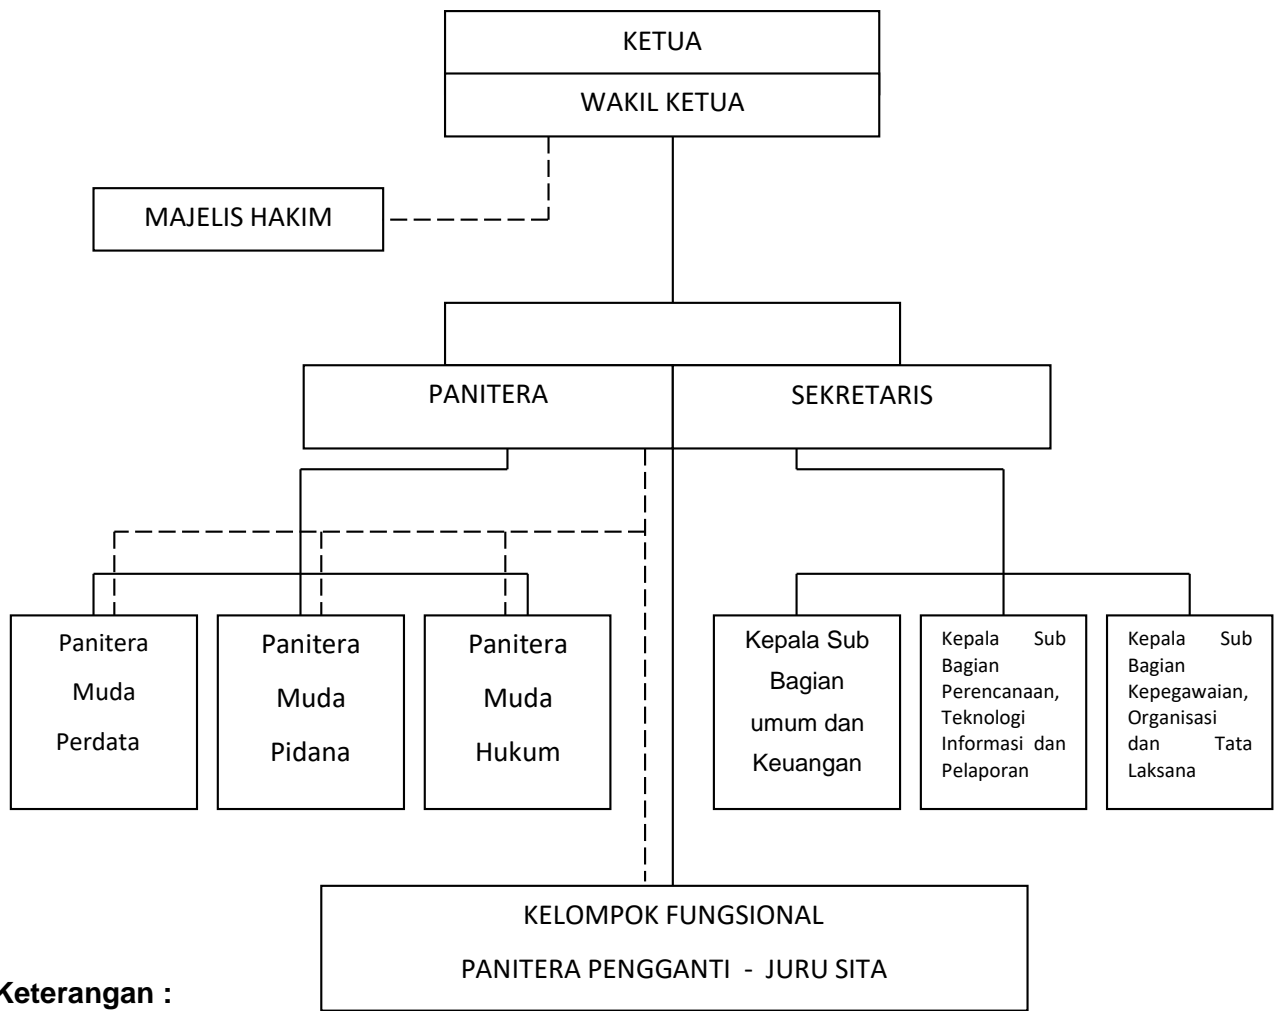 KETUA
WAKIL KETUA
MAJELIS HAKIM
PANITERA
SEKRETARIS
Panitera
Muda
Perdata
Panitera
Muda
Pidana
Panitera
Muda
Hukum
Kepala Sub
Bagian
umum dan
Keuangan
Kepala Sub
Bagian
Perencanaan,
Teknologi
Informasi dan
Pelaporan
Kepala Sub
Bagian
Kepegawaian,
Organisasi
dan Tata
Laksana
KELOMPOK FUNGSIONAL
PANITERA PENGGANTI - JURU SITA
Keterangan :